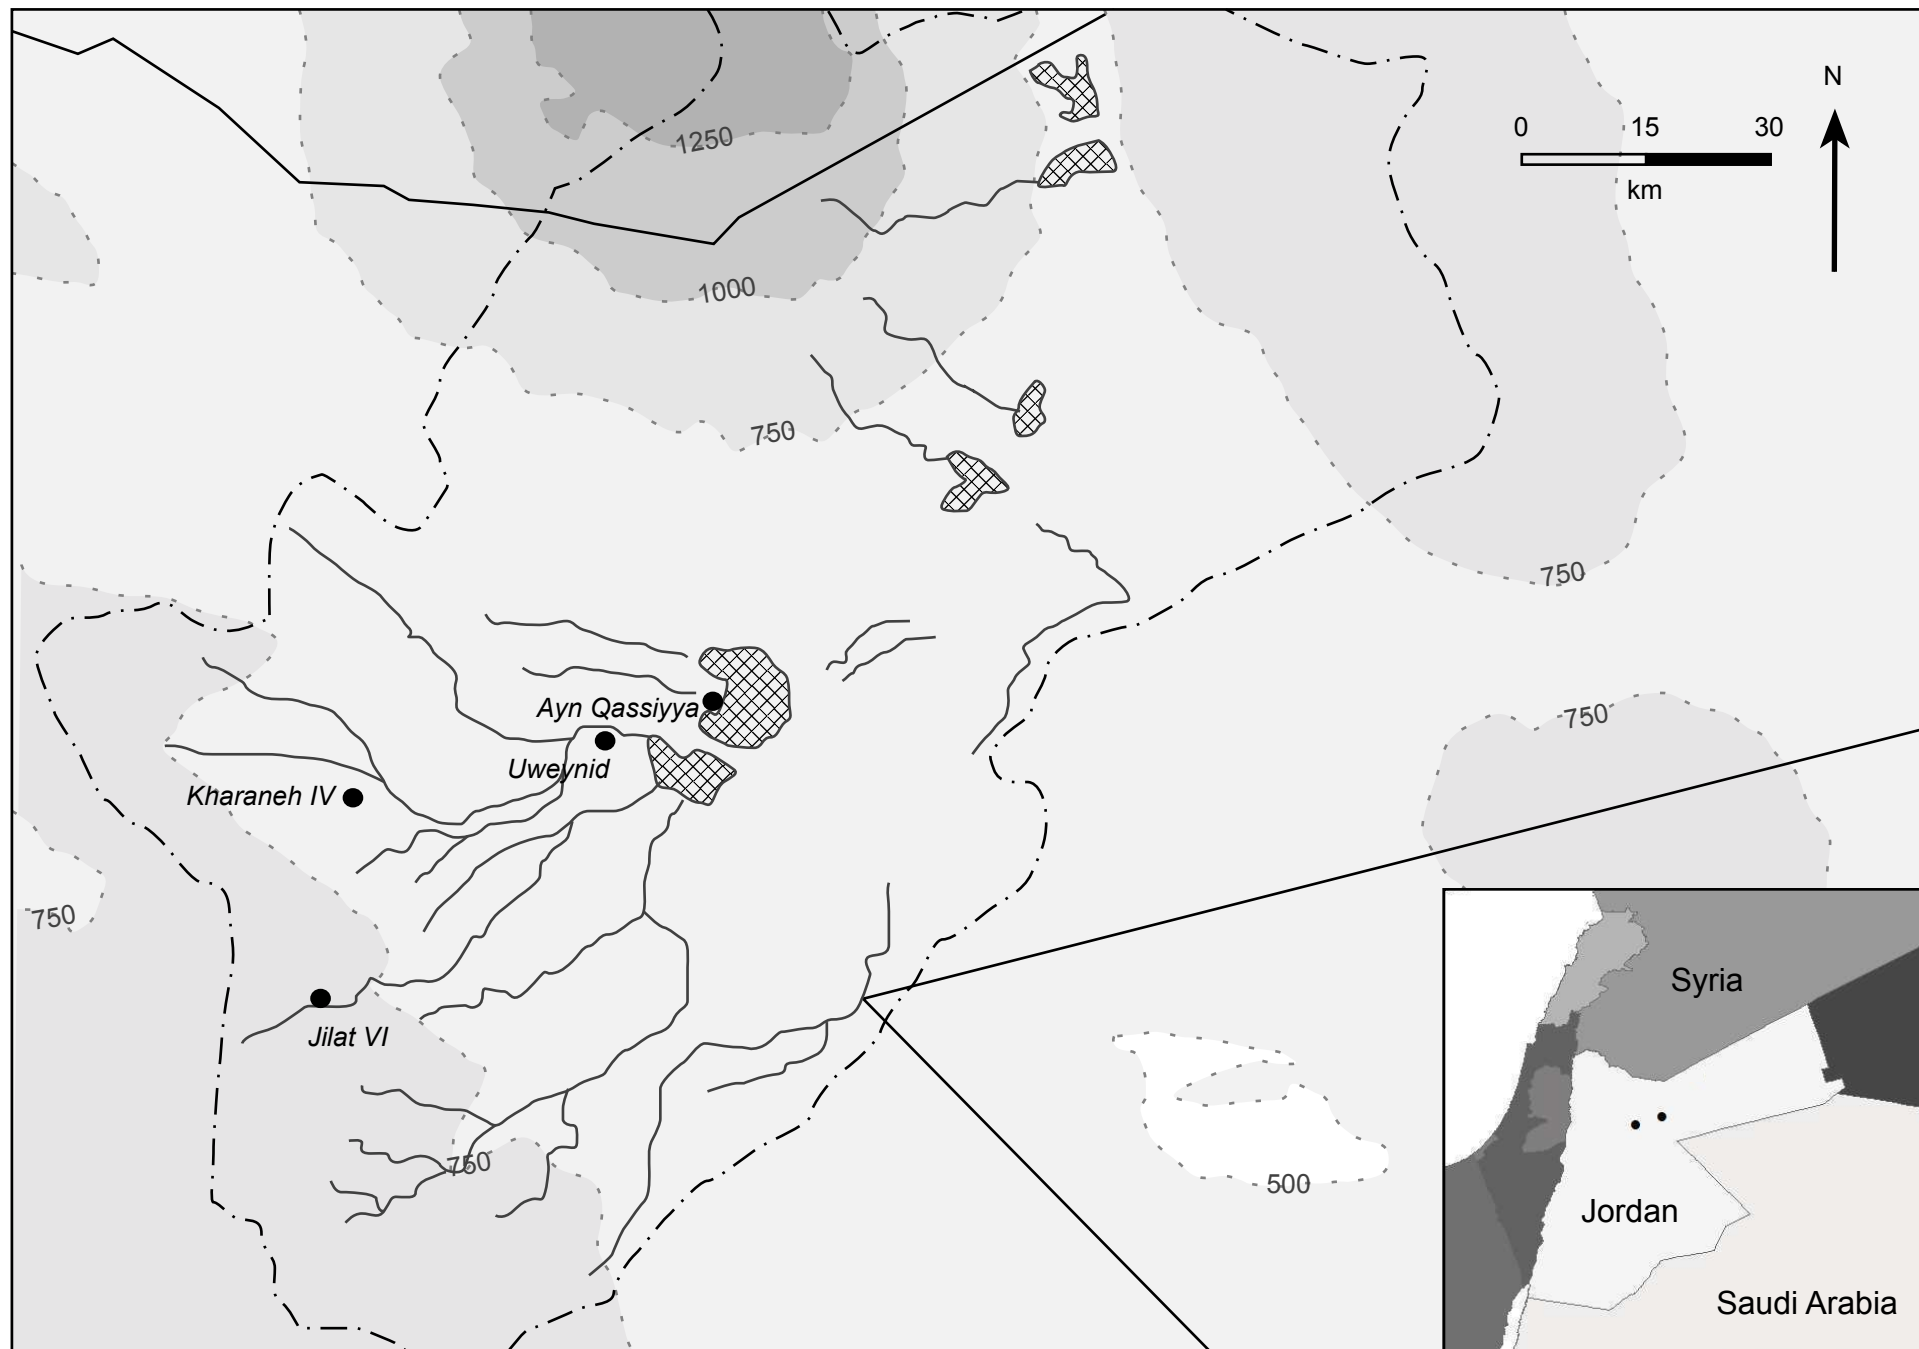 N
0 15 30
km
1250
1000
750
750
750
Ayn Qassiyya
Uweynid
Kharaneh IV
750
Jilat VI
750
500
Syria
Jordan
Saudi Arabia